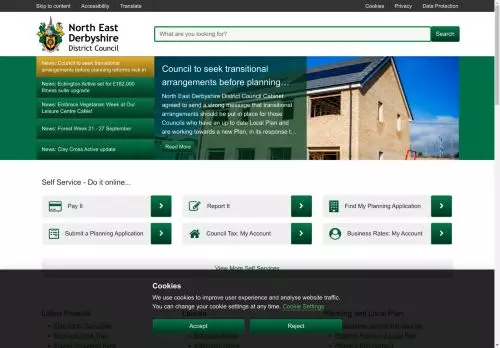 Skip to content Accessibility Translate Cookies Privacy Data Protection
North East
Derbyshire
District Council
What are you looking for?
Search
News: Council to seek transitional
arrangements before planning reforms kick in
News: Eckington Active set for £182,000
fitness suite upgrade
News: Embrace Vegetarian Week at Our
Leisure Centre Cafés!
News: Forest Week 21 - 27 September
News: Clay Cross Active update
Council to seek transitional
arrangements before planning…
North East Derbyshire District Council Cabinet
agreed to send a strong message that transitional
arrangements should be put in place for those
Councils who have an up to date Local Plan and
are working towards a new Plan, in its response t…
Read More
Self Service - Do it online...
Pay It
Report It
Find My Planning Application
Submit a Planning Application
Council Tax: My Account
Business Rates: My Account
View More Self Services
Cookies
We use cookies to improve user experience and analyse website traffic.
You can change your cookie settings at any time. Cookie Settings
Accept
Reject
Planning and Local Plan